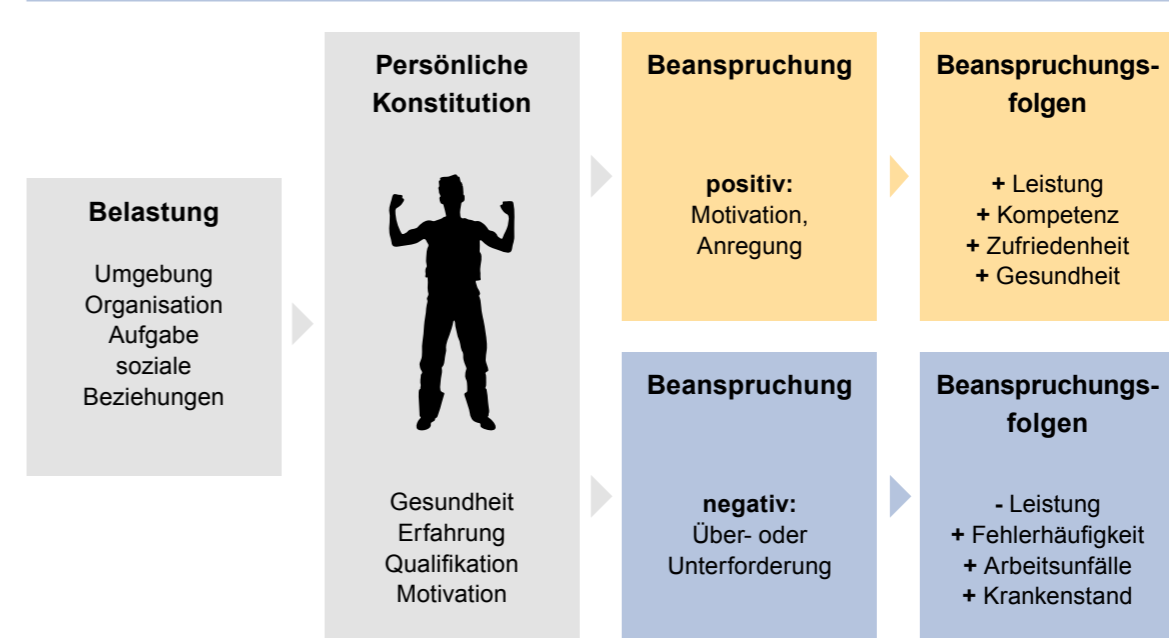 Belastung
Umgebung
Organisation
Aufgabe
soziale
Beziehungen
Persönliche
Konstitution
Gesundheit
Erfahrung
Qualifikation
Motivation
Beanspruchung
positiv:
Motivation,
Anregung
Beanspruchungs-
folgen
+ Leistung
+ Kompetenz
+ Zufriedenheit
+ Gesundheit
Beanspruchung
negativ:
Über- oder
Unterforderung
Beanspruchungs-
folgen
- Leistung
+ Fehlerhäufigkeit
+ Arbeitsunfälle
+ Krankenstand